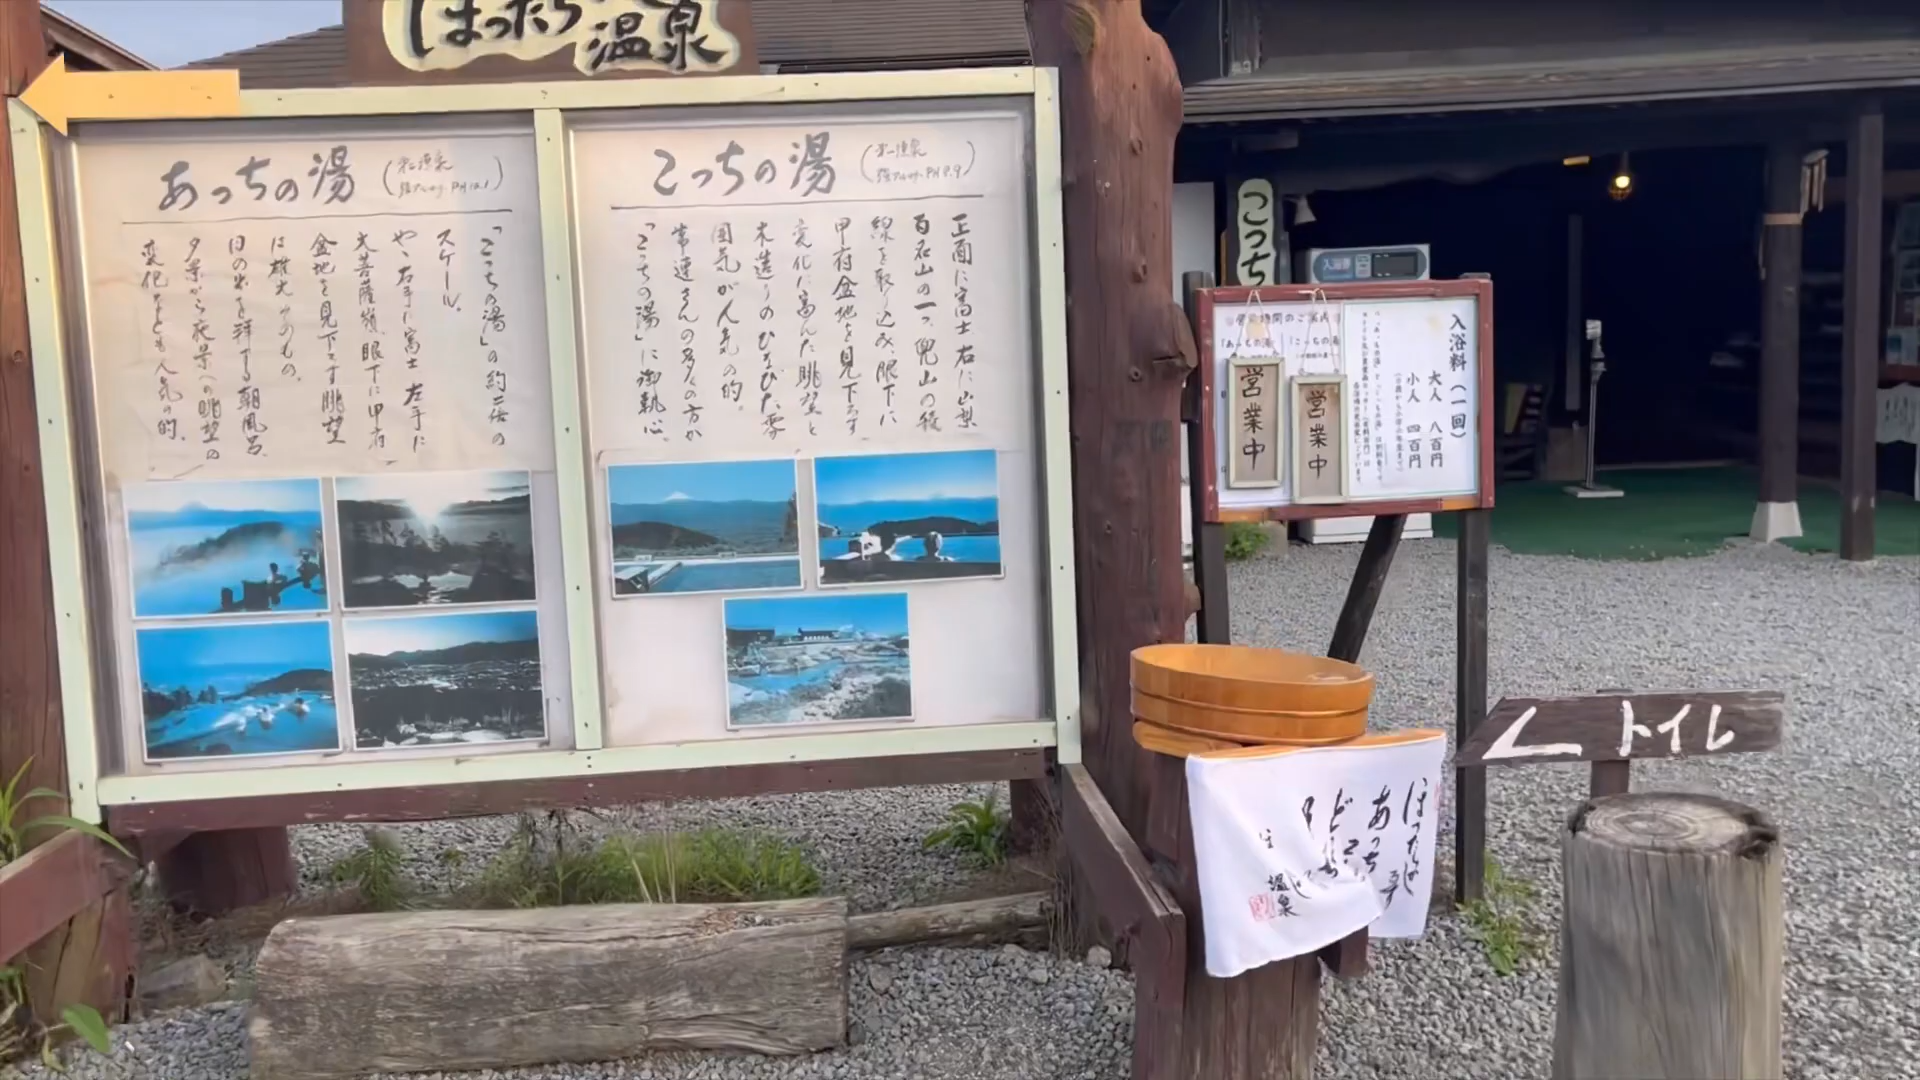 ほったらかし
温泉
あっちの湯
「こっちの湯」の約二倍の
スケール。
やゝ右手に富士 左手に
大菩薩嶺、眼下に甲府
盆地を見下ろす眺望
は雄大そのもの。
日の出を拝する朝風呂、
夕景から夜景への眺望の
変化なども人気の的。
こっちの湯
正面に富士、右に山梨
百名山の一つ、兜山の稜
線を取り込み、眼下に
甲府盆地を見下ろす
変化に富んだ眺望と
木造りのひなびた雰
囲気が人気の的。
常連さんの多くの方が
「こっちの湯」に御執心。
こっち
入浴券
営業時間のご案内
「あっちの湯」
「こっちの湯」
営業中
営業中
入浴料(一回)
大人 八百円
小人 四百円
トイレ
ほったらかし
あっち
温泉